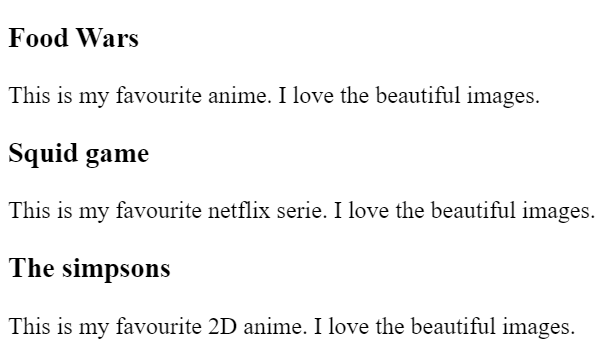 Food Wars
This is my favourite anime. I love the beautiful images.
Squid game
This is my favourite netflix serie. I love the beautiful images.
The simpsons
This is my favourite 2D anime. I love the beautiful images.